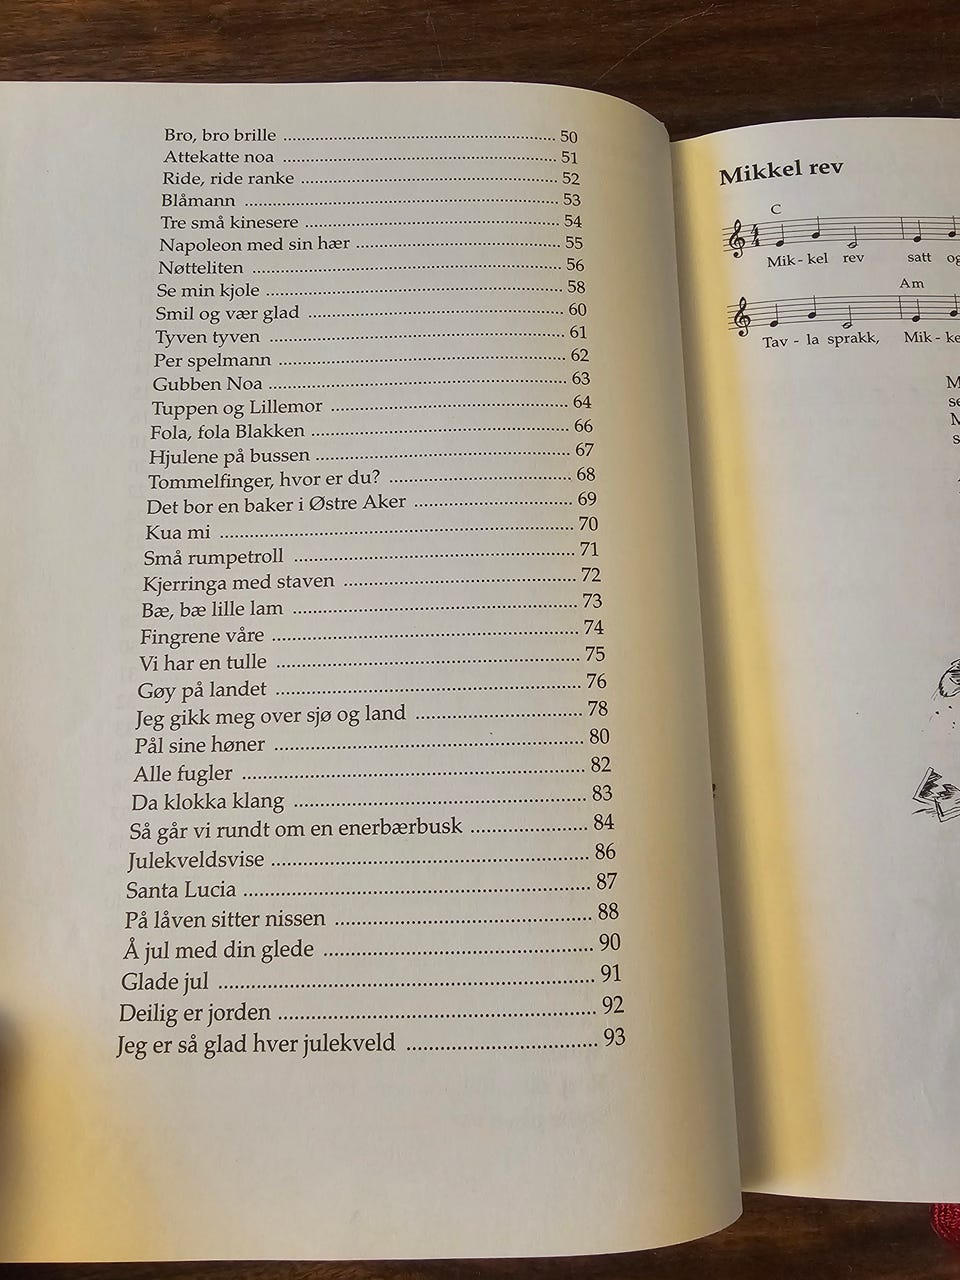 Bro, bro brille ........................................................ 50
Attekatte noa ........................................................ 51
Ride, ride ranke ........................................................ 52
Blåmann ........................................................ 53
Tre små kinesere ........................................................ 54
Napoleon med sin hær ........................................................ 55
Nøtteliten ........................................................ 56
Se min kjole ........................................................ 58
Smil og vær glad ........................................................ 60
Tyven tyven ........................................................ 61
Per spelmann ........................................................ 62
Gubben Noa ........................................................ 63
Tuppen og Lillemor ........................................................ 64
Fola, fola Blakken ........................................................ 66
Hjulene på bussen ........................................................ 67
Tommelfinger, hvor er du? ........................................................ 68
Det bor en baker i Østre Aker ........................................................ 69
Kua mi ........................................................ 70
Små rumpetroll ........................................................ 71
Kjerringa med staven ........................................................ 72
Bæ, bæ lille lam ........................................................ 73
Fingrene våre ........................................................ 74
Vi har en tulle ........................................................ 75
Gøy på landet ........................................................ 76
Jeg gikk meg over sjø og land ........................................................ 78
Pål sine høner ........................................................ 80
Alle fugler ........................................................ 82
Da klokka klang ........................................................ 83
Så går vi rundt om en enerbærbusk ........................................................ 84
Julekveldsvise ........................................................ 86
Santa Lucia ........................................................ 87
På låven sitter nissen ........................................................ 88
Å jul med din glede ........................................................ 90
Glade jul ........................................................ 91
Deilig er jorden ........................................................ 92
Jeg er så glad hver julekveld ........................................................ 93
Mikkel rev
C
4
4
Mik - kel rev satt og
Am
Tav - la sprakk, Mik - ke